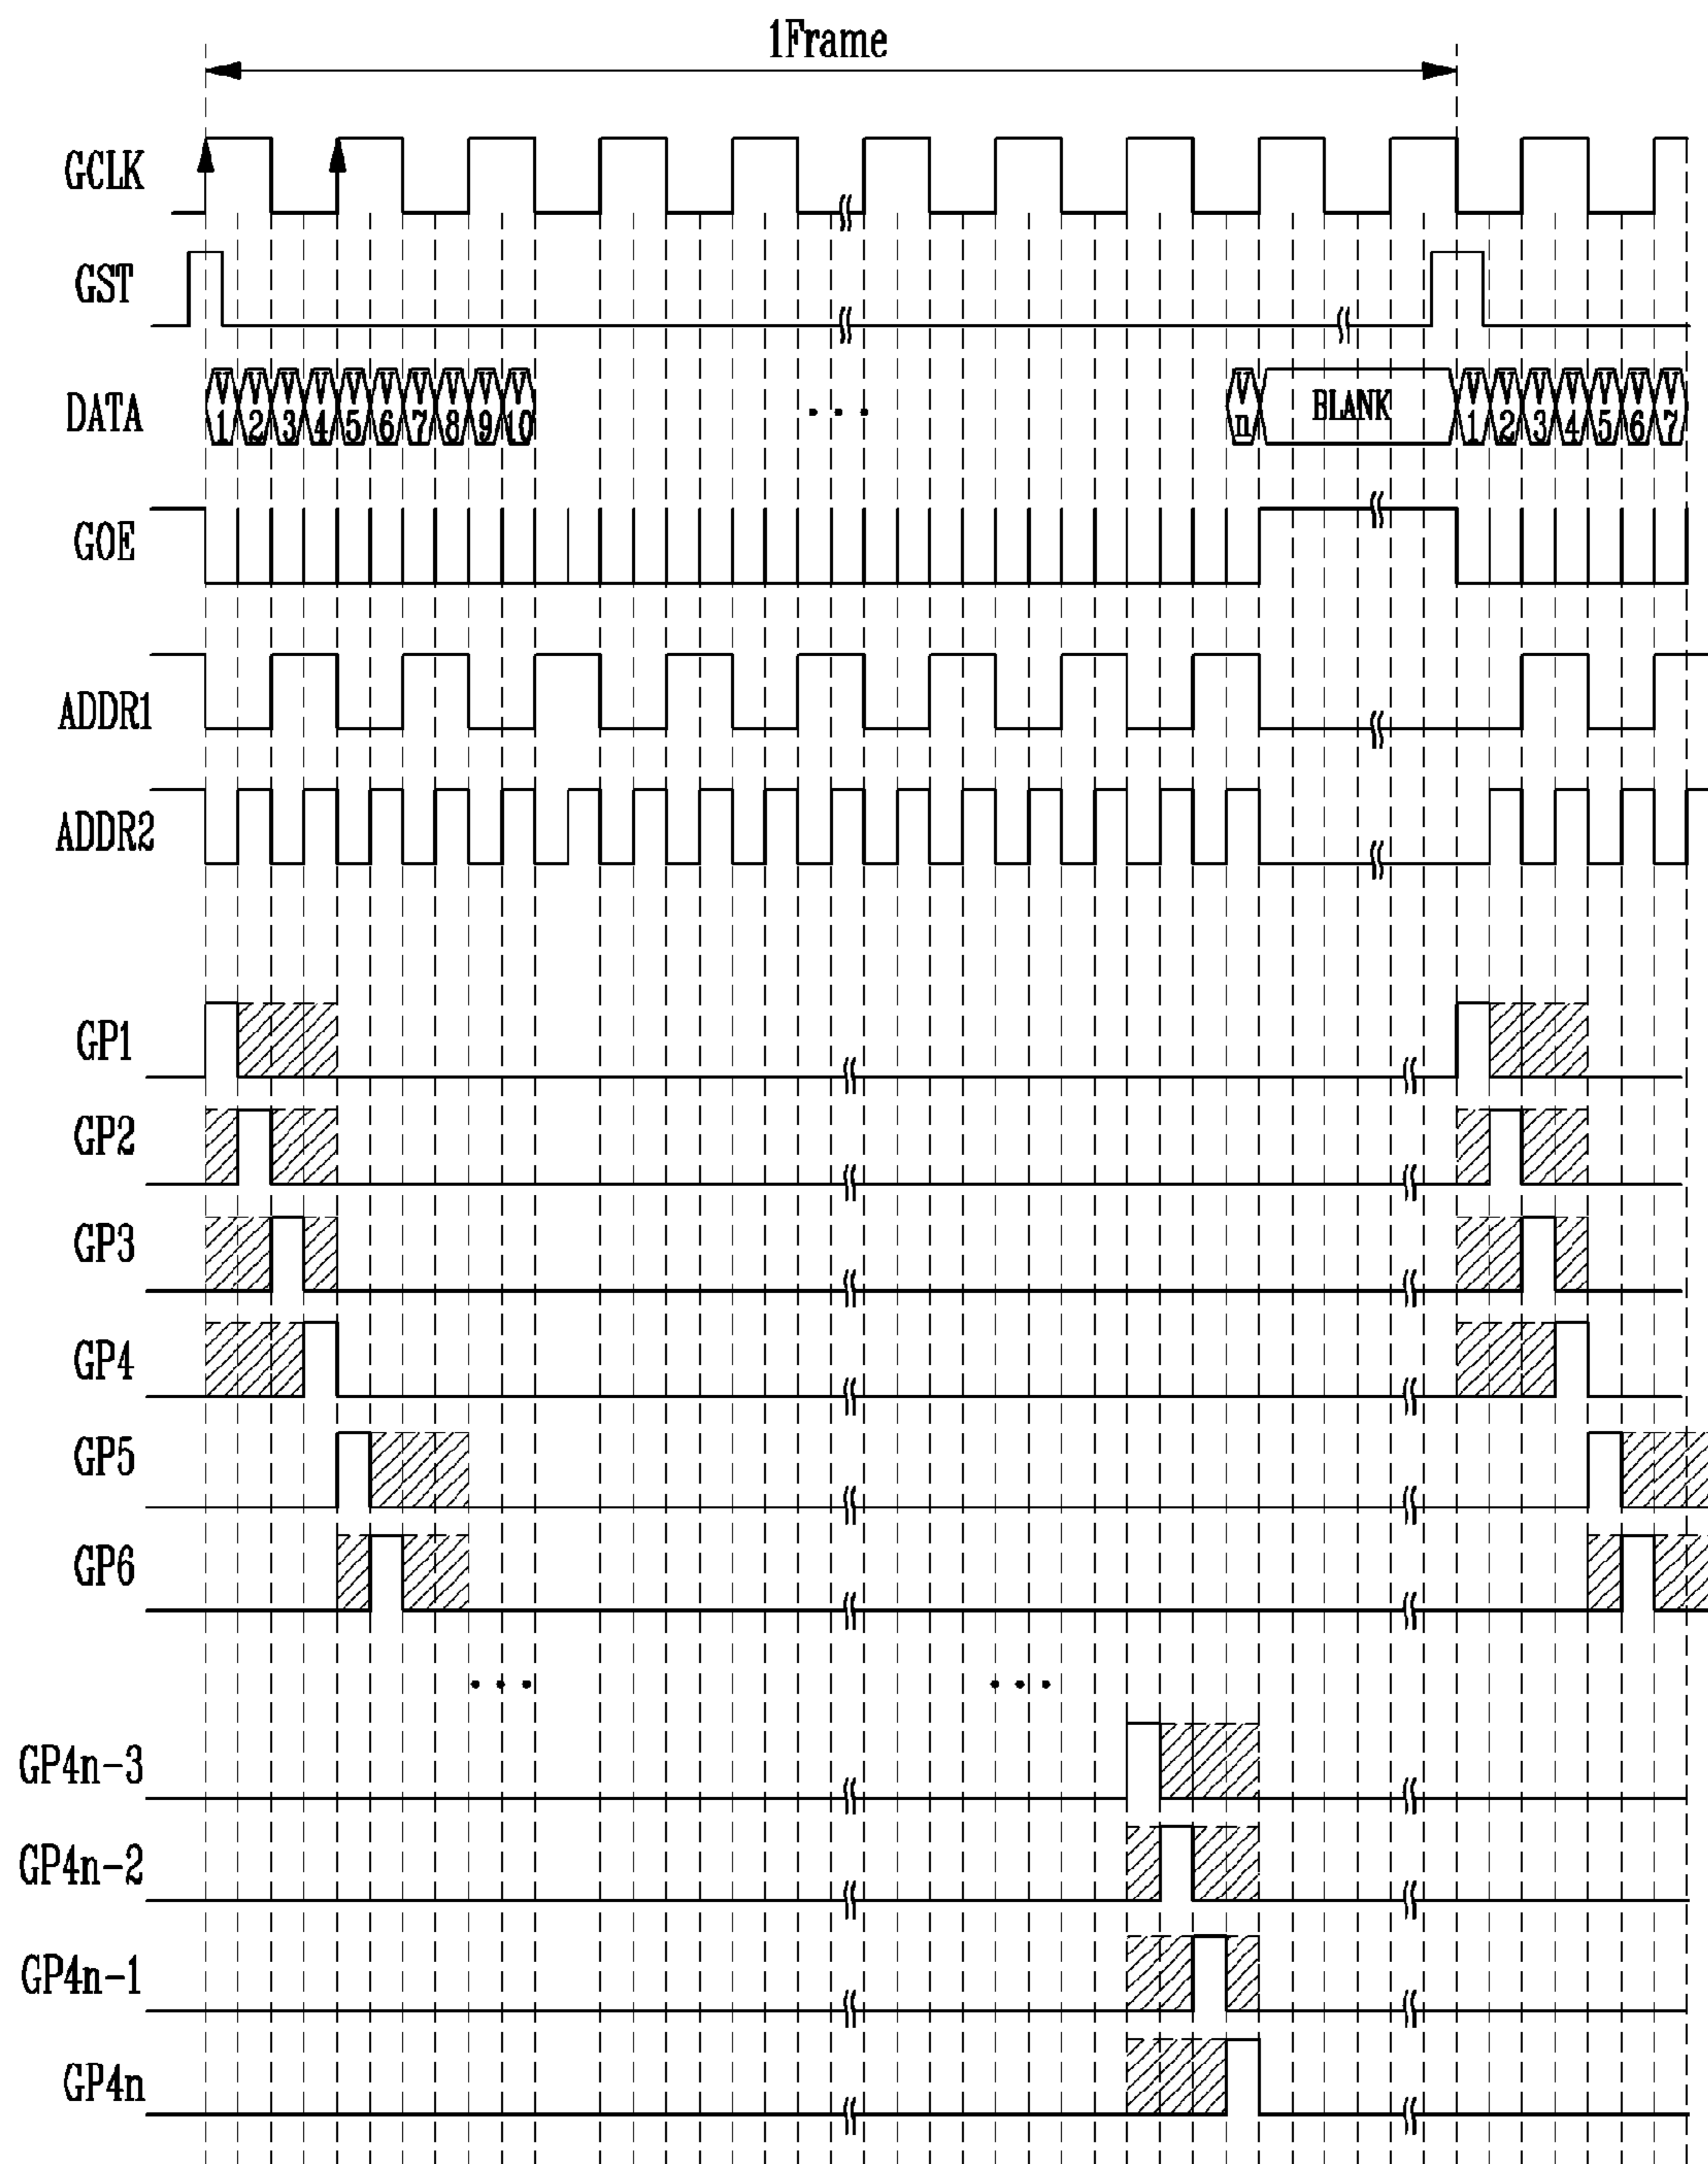 1Frame
GCLK
GST
DATA V1 V2 V3 V4 V5 V6 V7 V8 V9 V10 ... Vn BLANK V1 V2 V3 V4 V5 V6 V7
GOE
ADDR1
ADDR2
GP1
GP2
GP3
GP4
GP5
GP6
... ...
GP4n-3
GP4n-2
GP4n-1
GP4n